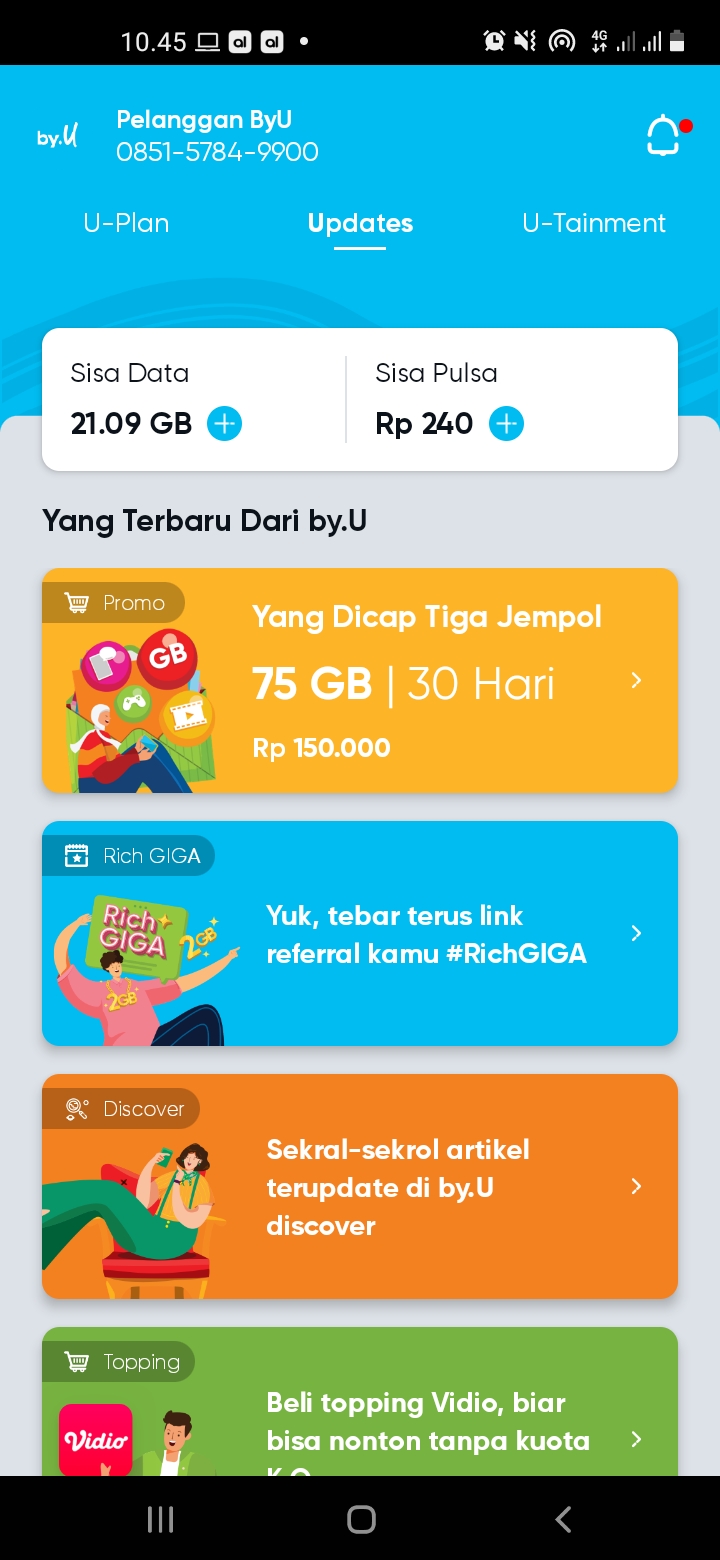 10.45
4G
by.U
Pelanggan ByU
0851-5784-9900
U-Plan
Updates
U-Tainment
Sisa Data
21.09 GB
Sisa Pulsa
Rp 240
Yang Terbaru Dari by.U
Promo
GB
Yang Dicap Tiga Jempol
75 GB | 30 Hari
Rp 150.000
Rich GIGA
Rich
GIGA
2GB
2GB
Yuk, tebar terus link
referral kamu #RichGIGA
Discover
Sekral-sekrol artikel
terupdate di by.U
discover
Topping
Vidio
Beli topping Vidio, biar
bisa nonton tanpa kuota